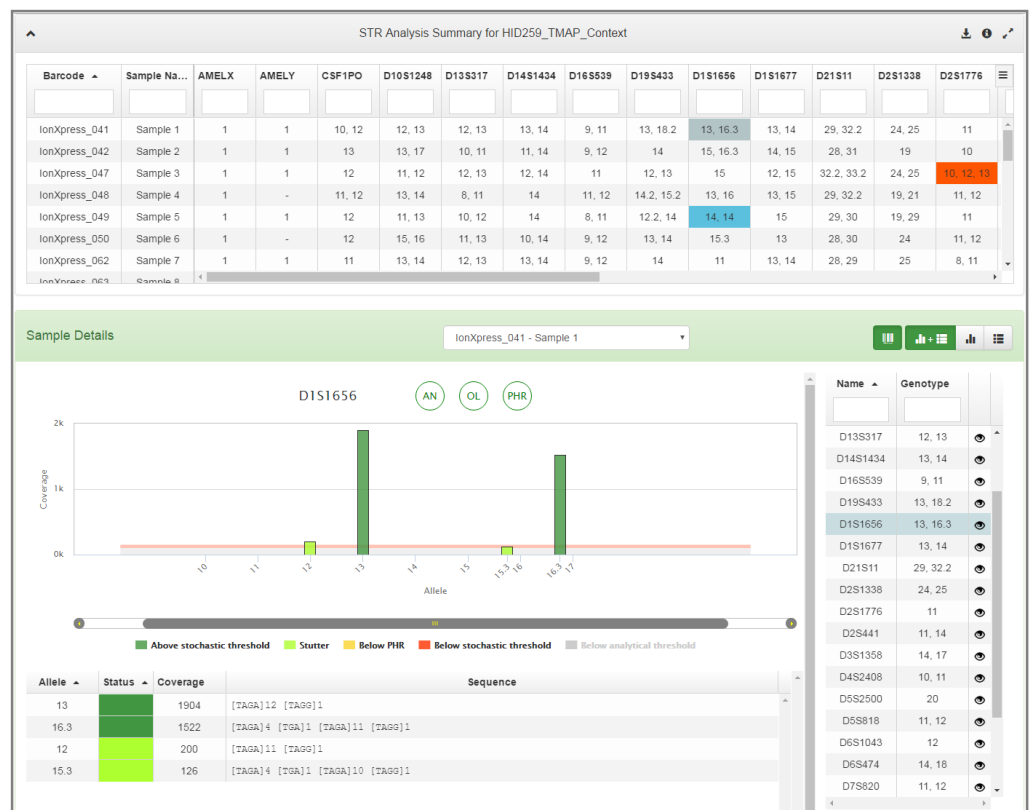 STR Analysis Summary for HID259_TMAP_Context
Barcode Sample Na... AMELX AMELY CSF1PO D10S1248 D13S317 D14S1434 D16S539 D19S433 D1S1656 D1S1677 D21S11 D2S1338 D2S1776
IonXpress_041 Sample 1 1 1 10, 12 12, 13 12, 13 13, 14 9, 11 13, 18.2 13, 16.3 13, 14 29, 32.2 24, 25 11
IonXpress_042 Sample 2 1 1 13 13, 17 10, 11 11, 14 9, 12 14 15, 16.3 14, 15 28, 31 19 10
IonXpress_047 Sample 3 1 1 12 11, 12 12, 13 12, 14 11 12, 13 15 12, 15 32.2, 33.2 24, 25 10, 12, 13
IonXpress_048 Sample 4 1 - 11, 12 13, 14 8, 11 14 11, 12 14.2, 15.2 13, 16 13, 15 29, 32.2 19, 21 11, 12
IonXpress_049 Sample 5 1 1 12 11, 13 10, 12 14 8, 11 12.2, 14 14, 14 15 29, 30 19, 29 11
IonXpress_050 Sample 6 1 - 12 15, 16 11, 13 10, 14 9, 12 13, 14 15.3 13 28, 30 24 11, 12
IonXpress_062 Sample 7 1 1 11 13, 14 12, 13 13, 14 9, 12 14 11 13, 14 28, 29 25 8, 11
IonXpress_063 Sample 8
Sample Details
IonXpress_041 - Sample 1
D1S1656 AN OL PHR
2k
1k
0k
Coverage
10 11 12 13 14 15 15.3 16 16.3 17
Allele
Above stochastic threshold Stutter Below PHR Below stochastic threshold Below analytical threshold
Allele Status Coverage Sequence
13 1904 [TAGA]12 [TAGG]1
16.3 1522 [TAGA]4 [TGA]1 [TAGA]11 [TAGG]1
12 200 [TAGA]11 [TAGG]1
15.3 126 [TAGA]4 [TGA]1 [TAGA]10 [TAGG]1
Name Genotype
D13S317 12, 13
D14S1434 13, 14
D16S539 9, 11
D19S433 13, 18.2
D1S1656 13, 16.3
D1S1677 13, 14
D21S11 29, 32.2
D2S1338 24, 25
D2S1776 11
D2S441 11, 14
D3S1358 14, 17
D4S2408 10, 11
D5S2500 20
D5S818 11, 12
D6S1043 12
D6S474 14, 18
D7S820 11, 12